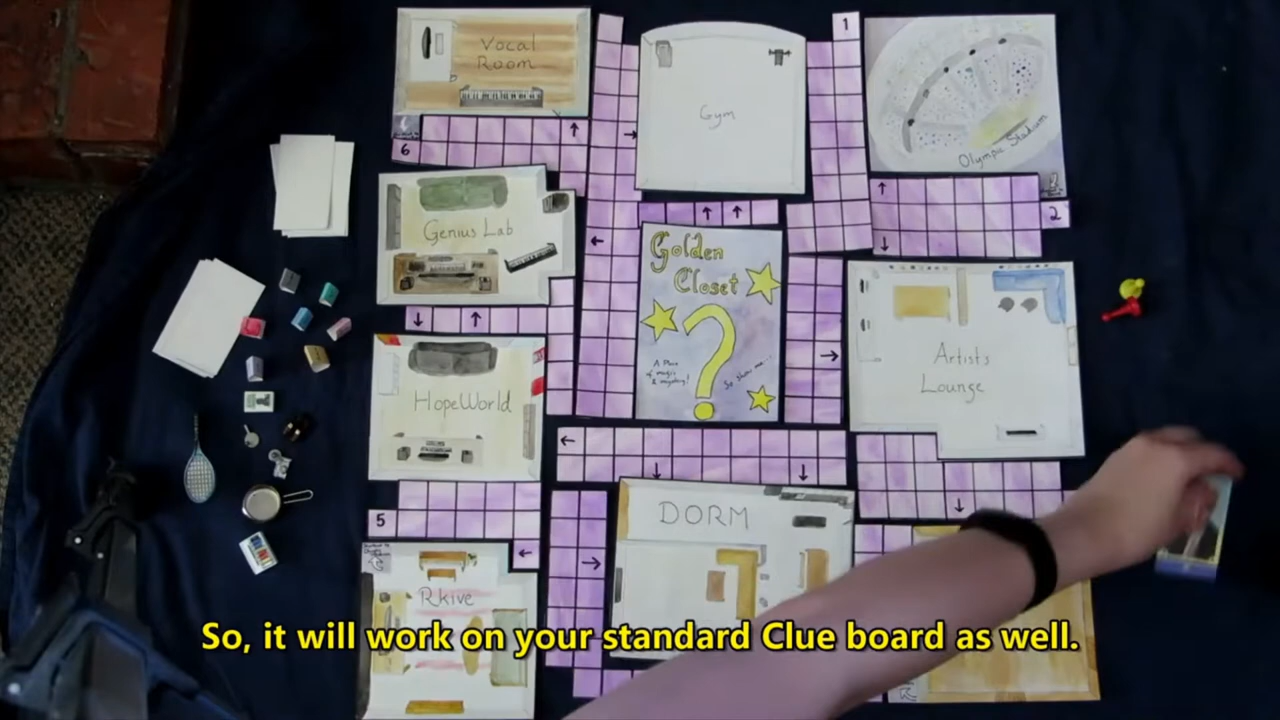 1
Vocal
Room
Gym
Olympic Stadium
6
2
Genius Lab
Golden
Closet
?
A Place
of magic
& mystery!
So show me...
Artists
Lounge
HopeWorld
DORM
5
Rkive
So, it will work on your standard Clue board as well.